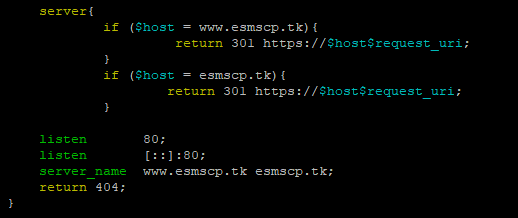 server{
if ($host = www.esmscp.tk){
return 301 https://$host$request_uri;
}
if ($host = esmscp.tk){
return 301 https://$host$request_uri;
}
listen 80;
listen [::]:80;
server_name www.esmscp.tk esmscp.tk;
return 404;
}